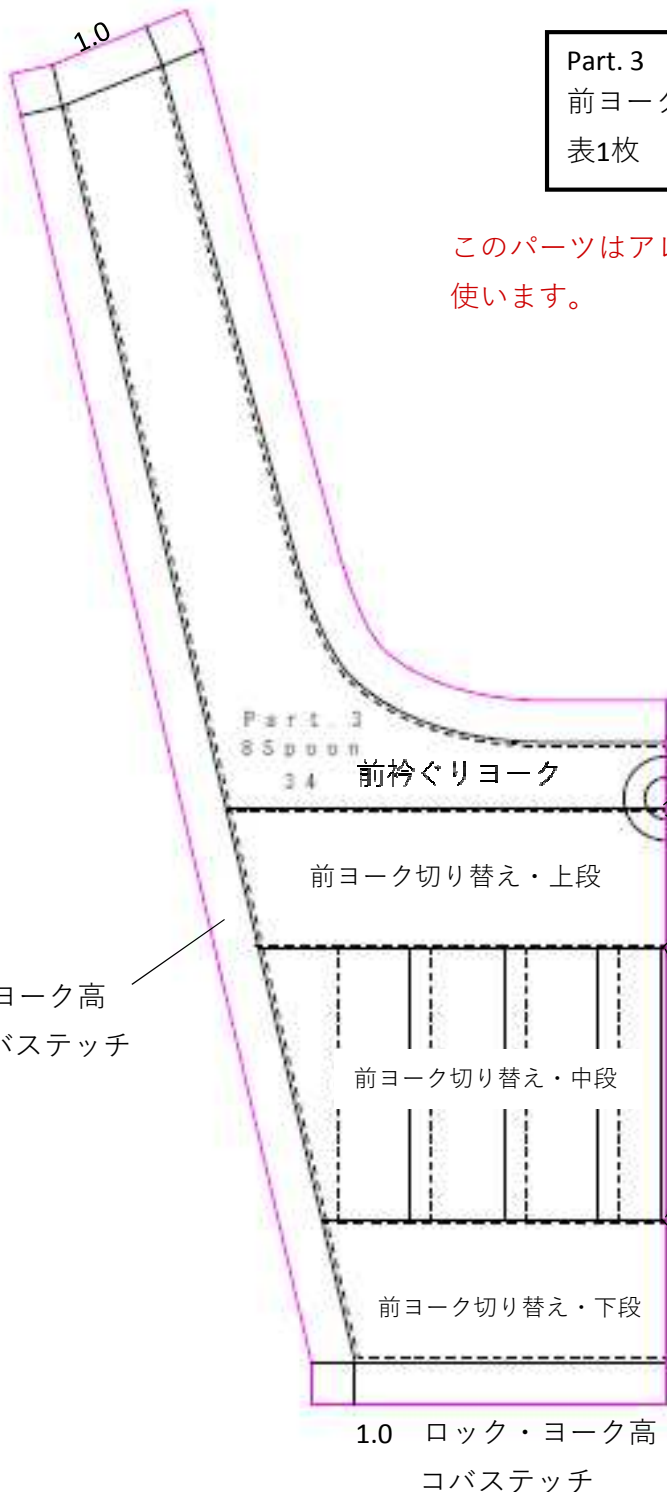 1.0
Part. 3
前ヨーク
表1枚
このパーツはアレ
使います。
Part.3
8Spoon
34
前衿ぐりヨーク
前ヨーク切り替え・上段
ヨーク高
バステッチ
前ヨーク切り替え・中段
前ヨーク切り替え・下段
1.0 ロック・ヨーク高
コバステッチ